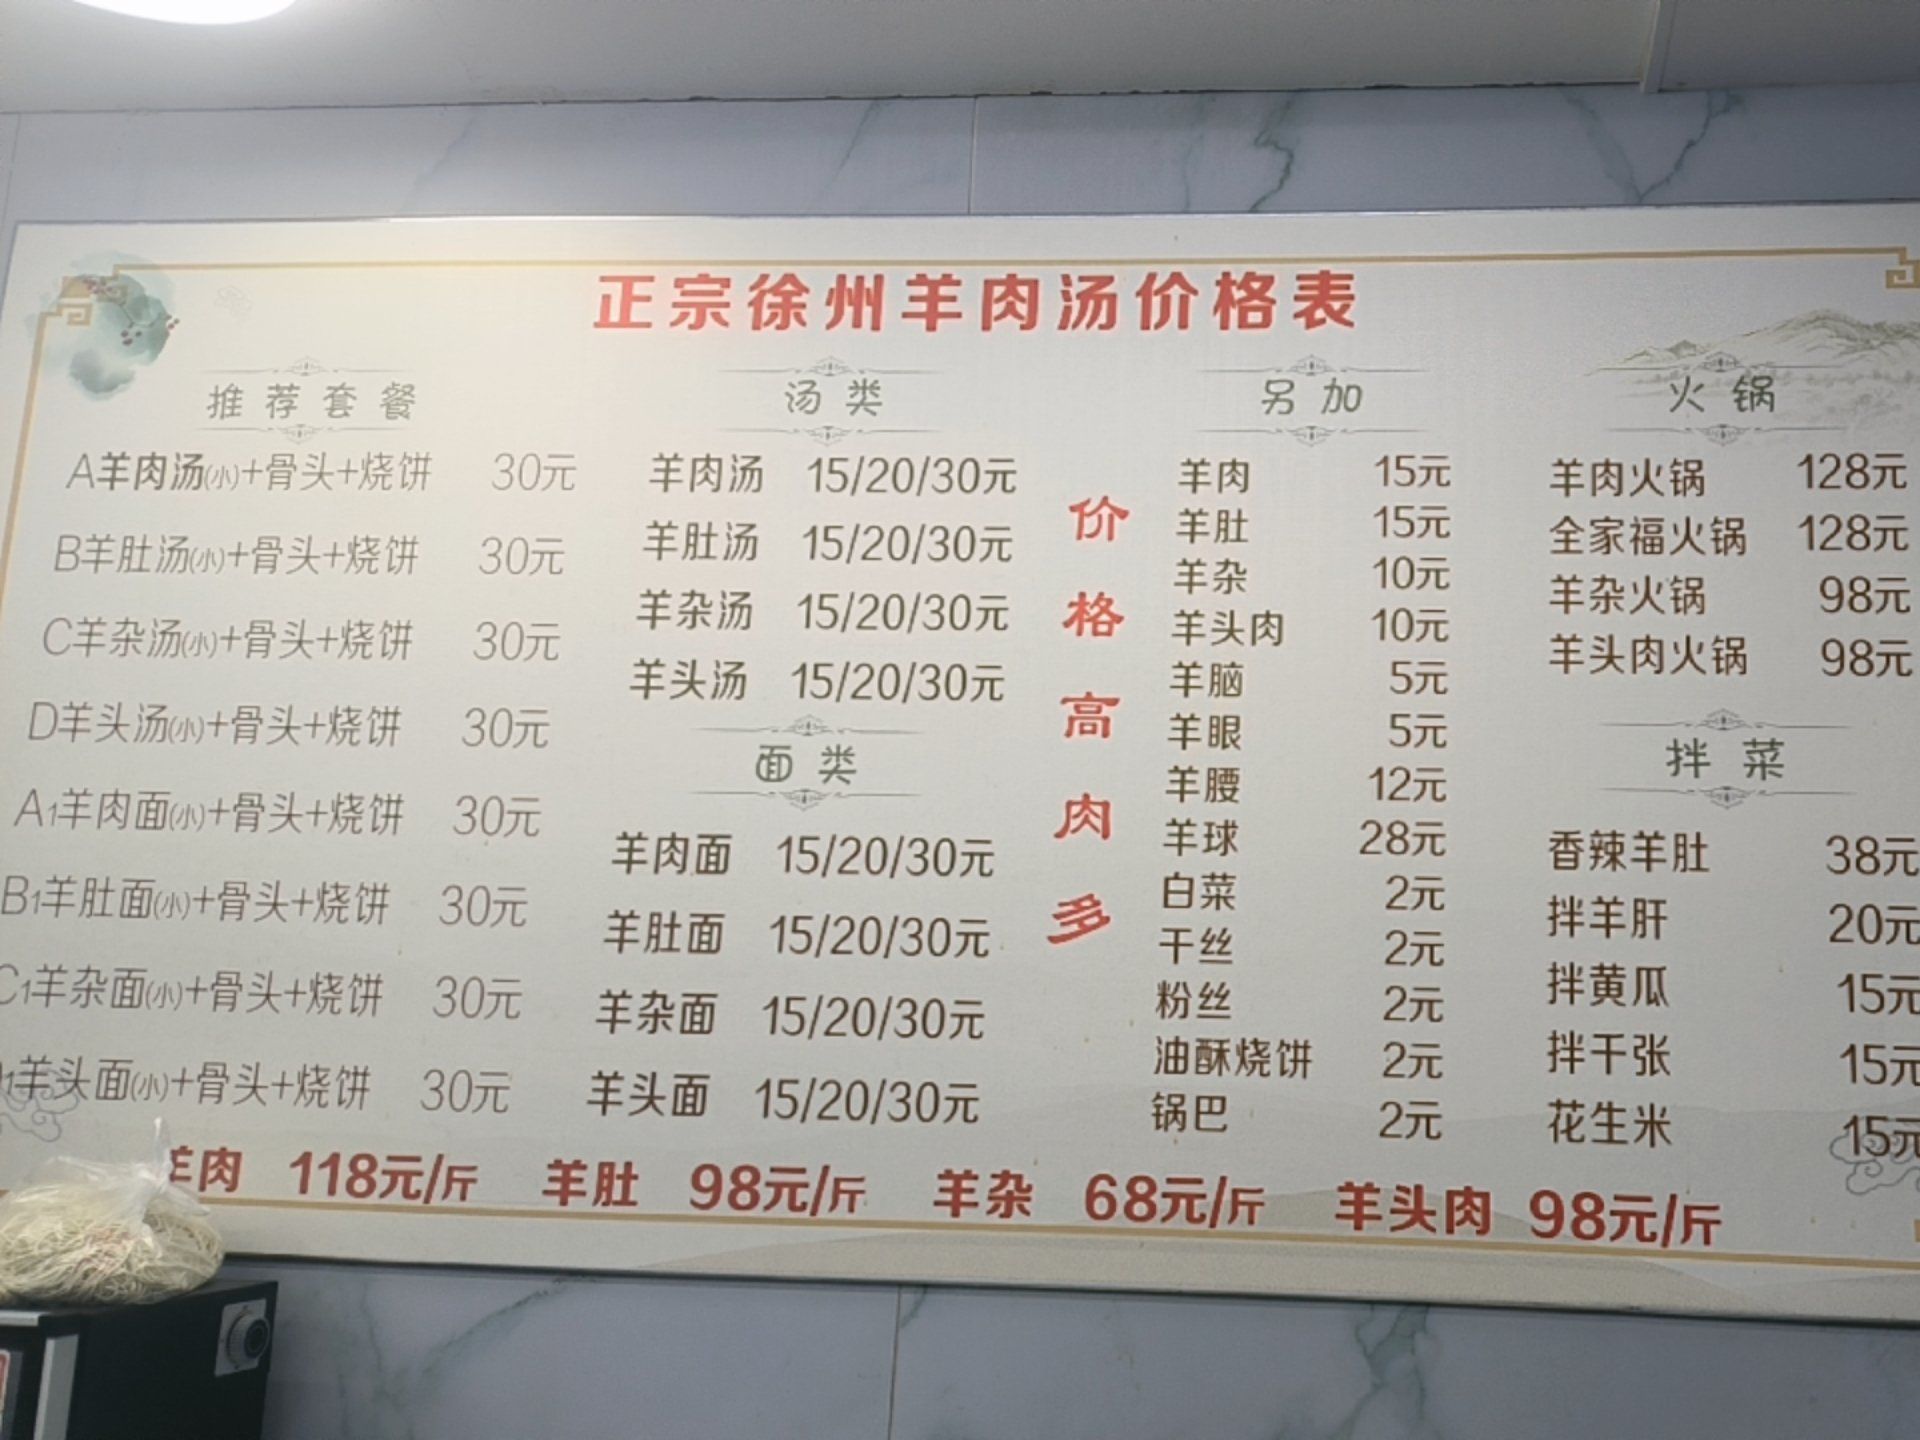 正宗徐州羊肉汤价格表
推荐套餐
A羊肉汤(小)+骨头+烧饼 30元
B羊肚汤(小)+骨头+烧饼 30元
C羊杂汤(小)+骨头+烧饼 30元
D羊头汤(小)+骨头+烧饼 30元
A1羊肉面(小)+骨头+烧饼 30元
B1羊肚面(小)+骨头+烧饼 30元
C1羊杂面(小)+骨头+烧饼 30元
1羊头面(小)+骨头+烧饼 30元
汤类
羊肉汤 15/20/30元
羊肚汤 15/20/30元
羊杂汤 15/20/30元
羊头汤 15/20/30元
面类
羊肉面 15/20/30元
羊肚面 15/20/30元
羊杂面 15/20/30元
羊头面 15/20/30元
价格高肉多
另加
羊肉 15元
羊肚 15元
羊杂 10元
羊头肉 10元
羊脑 5元
羊眼 5元
羊腰 12元
羊球 28元
白菜 2元
干丝 2元
粉丝 2元
油酥烧饼 2元
锅巴 2元
火锅
羊肉火锅 128元
全家福火锅 128元
羊杂火锅 98元
羊头肉火锅 98元
拌菜
香辣羊肚 38元
拌羊肝 20元
拌黄瓜 15元
拌干张 15元
花生米 15元
羊肉 118元/斤 羊肚 98元/斤 羊杂 68元/斤 羊头肉 98元/斤